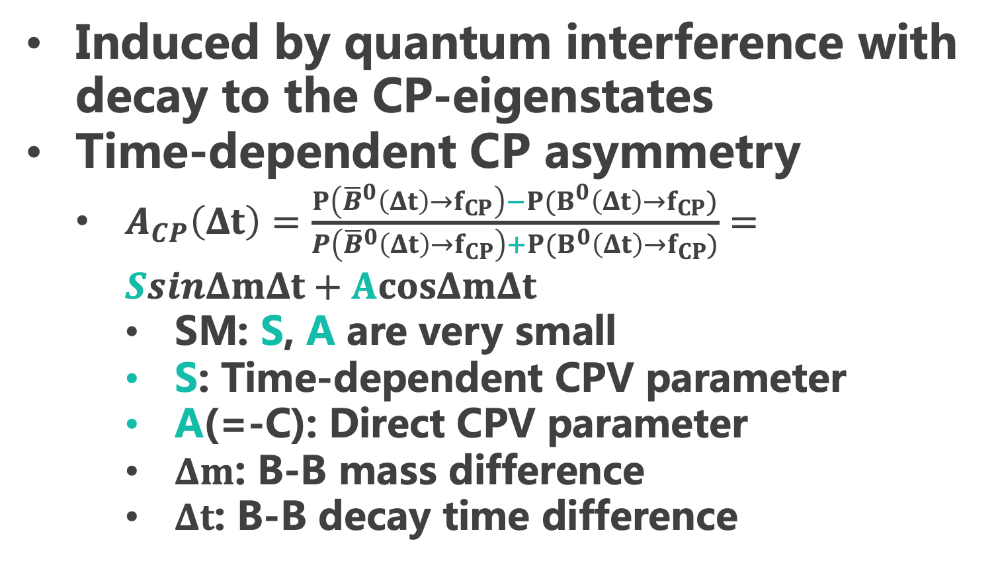 • Induced by quantum interference with
decay to the CP-eigenstates
• Time-dependent CP asymmetry
• A_CP(Δt) = (P(B̅⁰(Δt)→f_CP)−P(B⁰(Δt)→f_CP)) / (P(B̅⁰(Δt)→f_CP)+P(B⁰(Δt)→f_CP)) =
SsinΔmΔt + AcosΔmΔt
• SM: S, A are very small
• S: Time-dependent CPV parameter
• A(=-C): Direct CPV parameter
• Δm: B-B mass difference
• Δt: B-B decay time difference